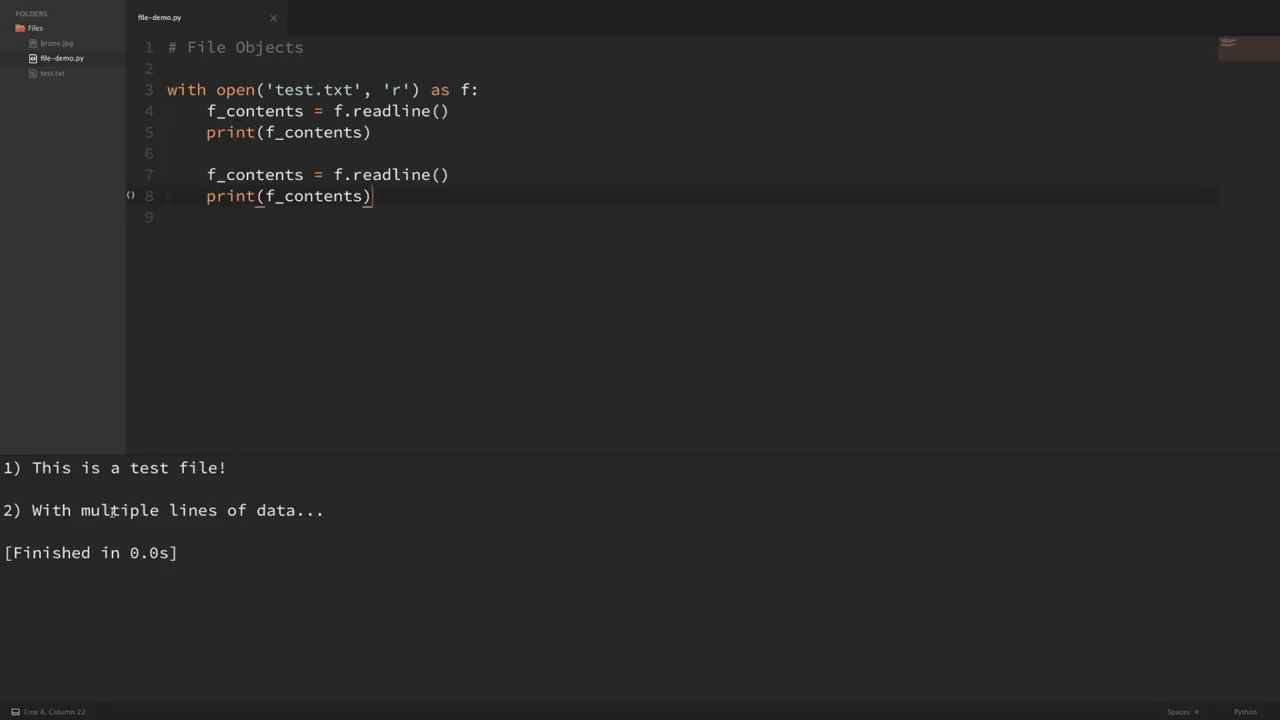 FOLDERS
Files
bronx.jpg
file-demo.py
test.txt
file-demo.py ×
1 # File Objects
2
3 with open('test.txt', 'r') as f:
4     f_contents = f.readline()
5     print(f_contents)
6
7     f_contents = f.readline()
() 8     print(f_contents)
9
1) This is a test file!
2) With multiple lines of data...
[Finished in 0.0s]
Line 8, Column 22
Spaces: 4
Python